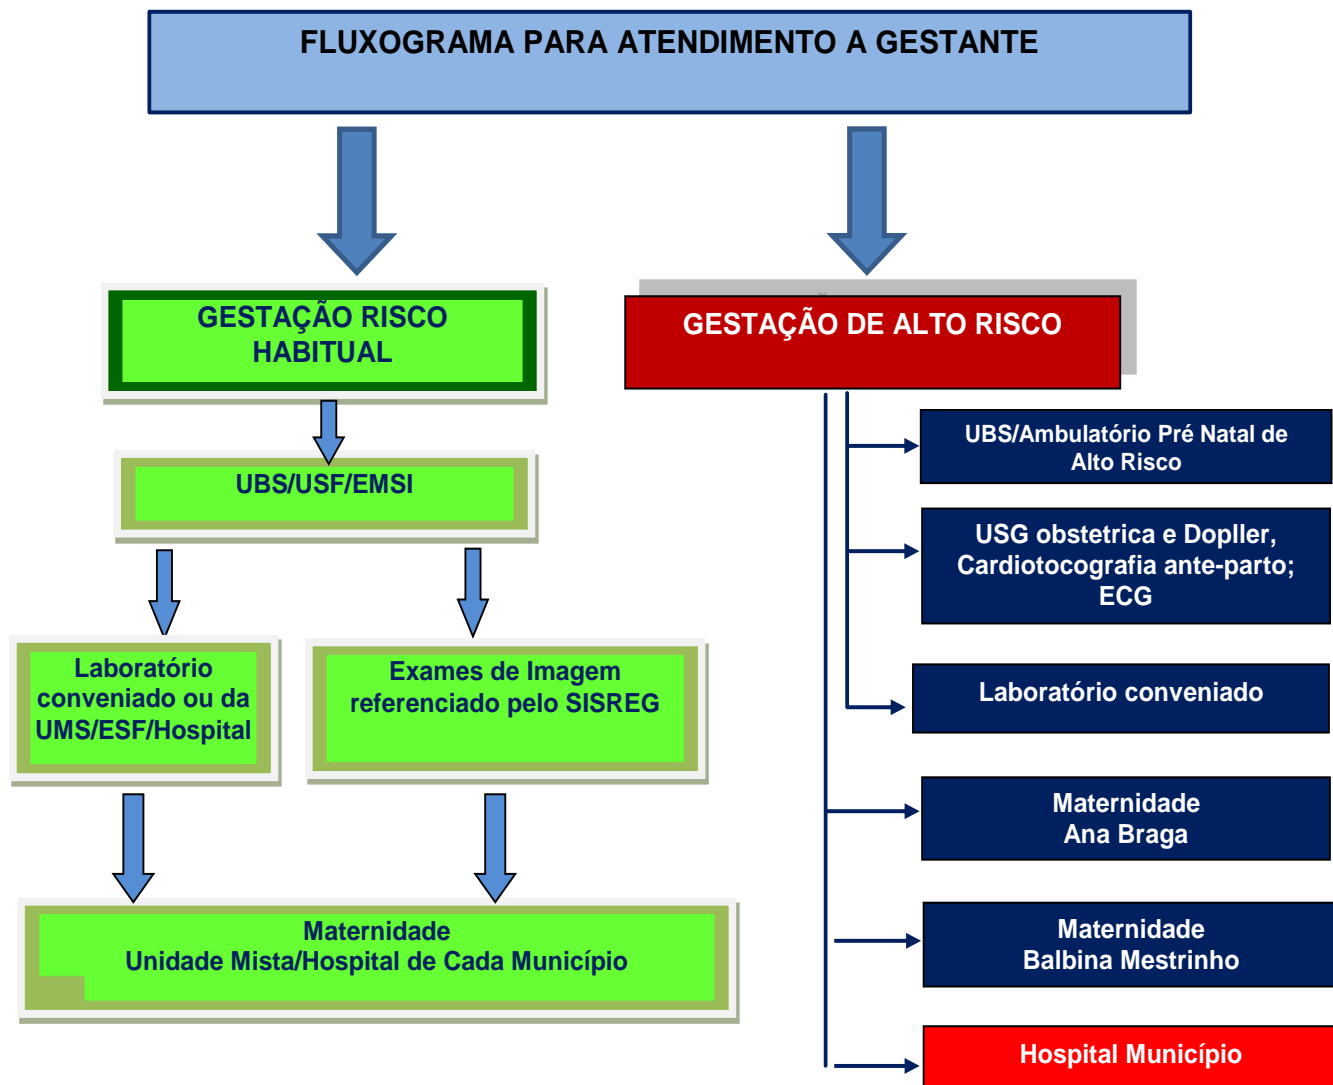 FLUXOGRAMA PARA ATENDIMENTO A GESTANTE
GESTAÇÃO RISCO
HABITUAL
UBS/USF/EMSI
Laboratório
conveniado ou da
UMS/ESF/Hospital
Exames de Imagem
referenciado pelo SISREG
Maternidade
Unidade Mista/Hospital de Cada Município
GESTAÇÃO DE ALTO RISCO
UBS/Ambulatório Pré Natal de
Alto Risco
USG obstetrica e Dopller,
Cardiotocografia ante-parto;
ECG
Laboratório conveniado
Maternidade
Ana Braga
Maternidade
Balbina Mestrinho
Hospital Município